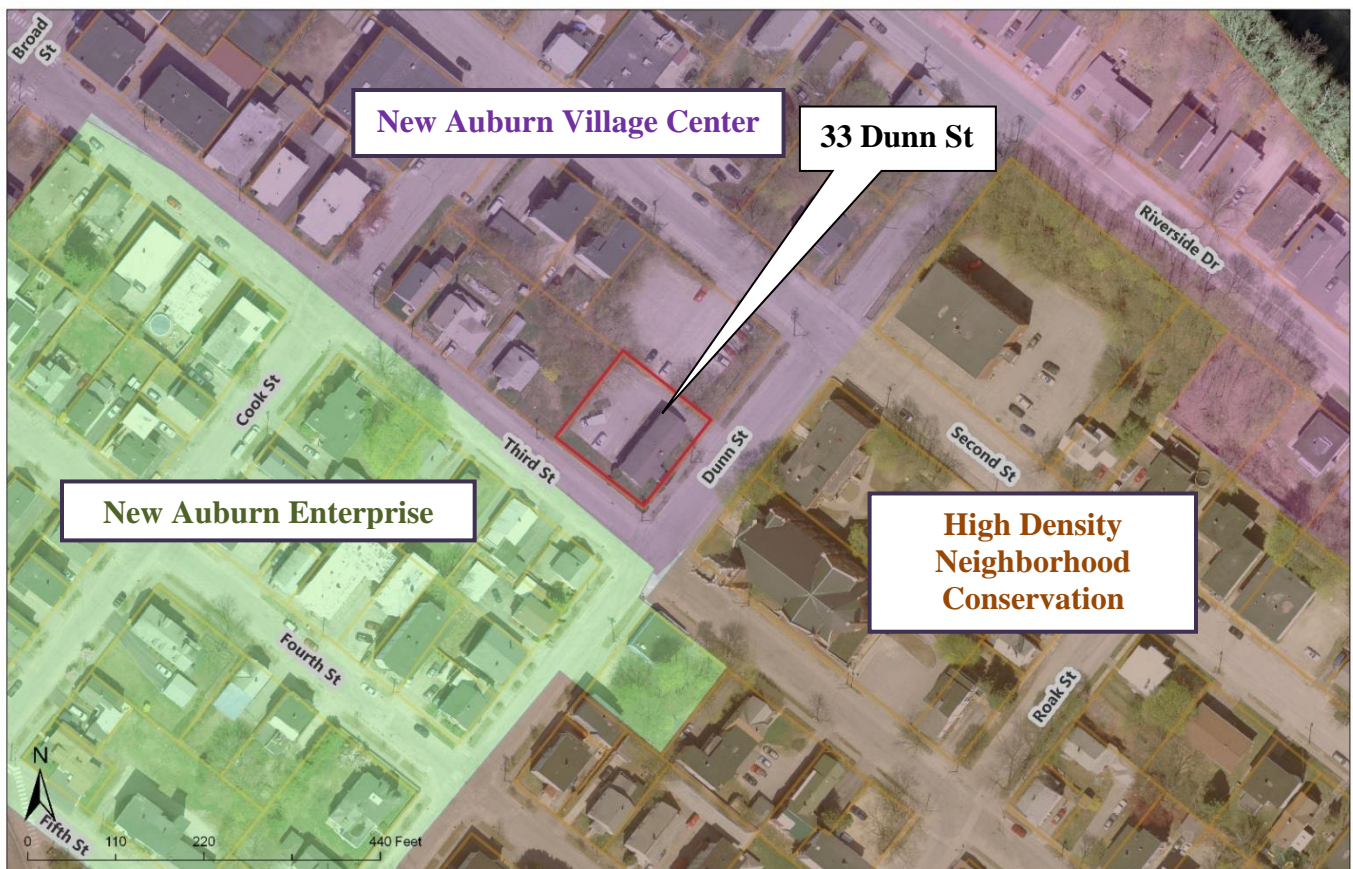 Broad
St
New Auburn Village Center
33 Dunn St
Riverside Dr
Cook St
Third St
Dunn St
Second St
New Auburn Enterprise
High Density
Neighborhood
Conservation
Fourth St
Roak St
N
Fifth St
0 110 220 440 Feet